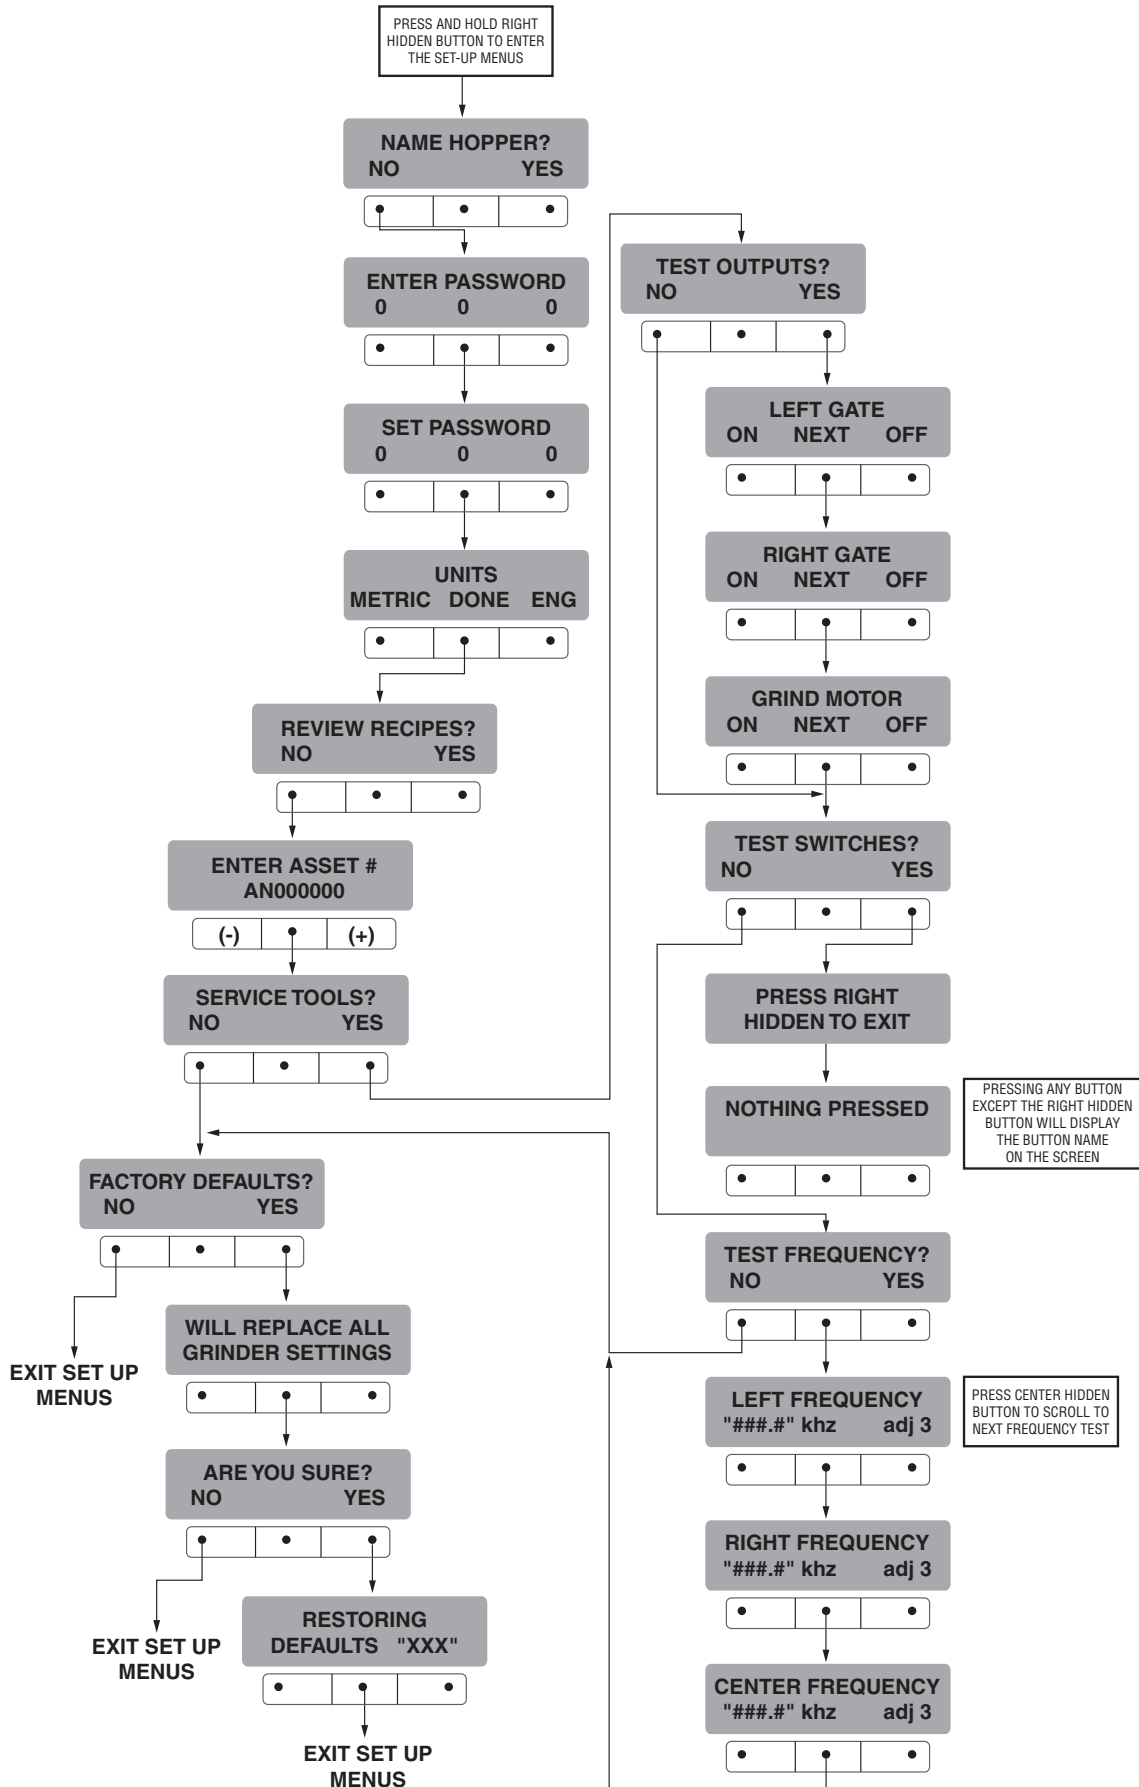 PRESS AND HOLD RIGHT
HIDDEN BUTTON TO ENTER
THE SET-UP MENUS
NAME HOPPER?
NO YES
ENTER PASSWORD
0 0 0
SET PASSWORD
0 0 0
UNITS
METRIC DONE ENG
REVIEW RECIPES?
NO YES
ENTER ASSET #
AN000000
(-) (+)
SERVICE TOOLS?
NO YES
FACTORY DEFAULTS?
NO YES
EXIT SET UP
MENUS
WILL REPLACE ALL
GRINDER SETTINGS
ARE YOU SURE?
NO YES
EXIT SET UP
MENUS
RESTORING
DEFAULTS "XXX"
EXIT SET UP
MENUS
TEST OUTPUTS?
NO YES
LEFT GATE
ON NEXT OFF
RIGHT GATE
ON NEXT OFF
GRIND MOTOR
ON NEXT OFF
TEST SWITCHES?
NO YES
PRESS RIGHT
HIDDEN TO EXIT
NOTHING PRESSED
PRESSING ANY BUTTON
EXCEPT THE RIGHT HIDDEN
BUTTON WILL DISPLAY
THE BUTTON NAME
ON THE SCREEN
TEST FREQUENCY?
NO YES
LEFT FREQUENCY
"###.#" khz adj 3
PRESS CENTER HIDDEN
BUTTON TO SCROLL TO
NEXT FREQUENCY TEST
RIGHT FREQUENCY
"###.#" khz adj 3
CENTER FREQUENCY
"###.#" khz adj 3